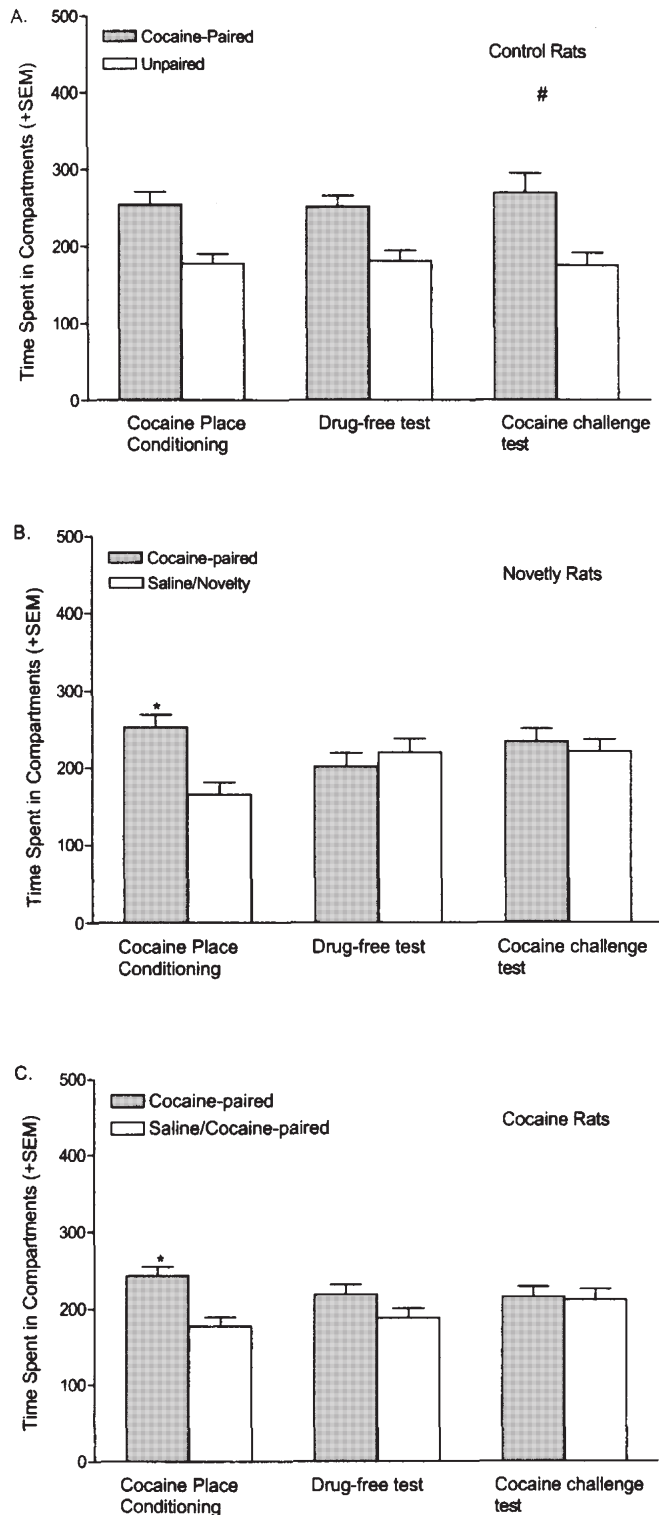 A.
500
400
300
200
100
0
Time Spent in Compartments (+SEM)
Cocaine-Paired
Unpaired
Control Rats
#
Cocaine Place
Conditioning
Drug-free test
Cocaine challenge
test
B.
500
400
300
200
100
0
Time Spent in Compartments (+SEM)
Cocaine-paired
Saline/Novelty
Novetly Rats
*
Cocaine Place
Conditioning
Drug-free test
Cocaine challenge
test
C.
500
400
300
200
100
0
Time Spent in Compartments (+SEM)
Cocaine-paired
Saline/Cocaine-paired
Cocaine Rats
*
Cocaine Place
Conditioning
Drug-free test
Cocaine challenge
test